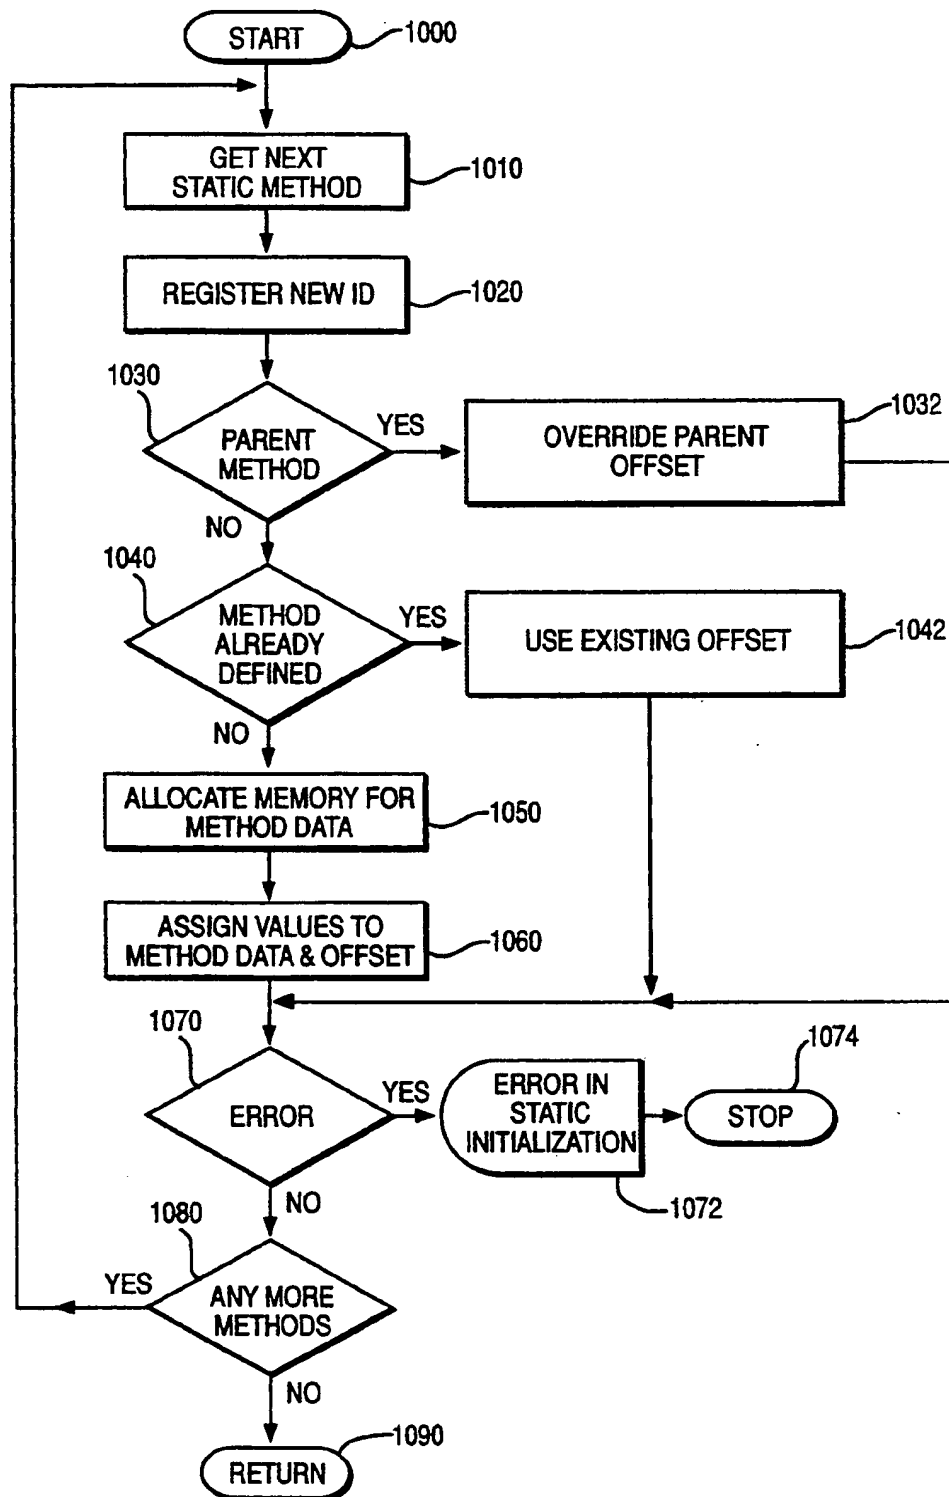 START
1000
GET NEXT
STATIC METHOD
1010
REGISTER NEW ID
1020
1030
PARENT
METHOD
YES
OVERRIDE PARENT
OFFSET
1032
NO
1040
METHOD
ALREADY
DEFINED
YES
USE EXISTING OFFSET
1042
NO
ALLOCATE MEMORY FOR
METHOD DATA
1050
ASSIGN VALUES TO
METHOD DATA & OFFSET
1060
1070
ERROR
YES
ERROR IN
STATIC
INITIALIZATION
1072
STOP
1074
NO
1080
YES
ANY MORE
METHODS
NO
RETURN
1090